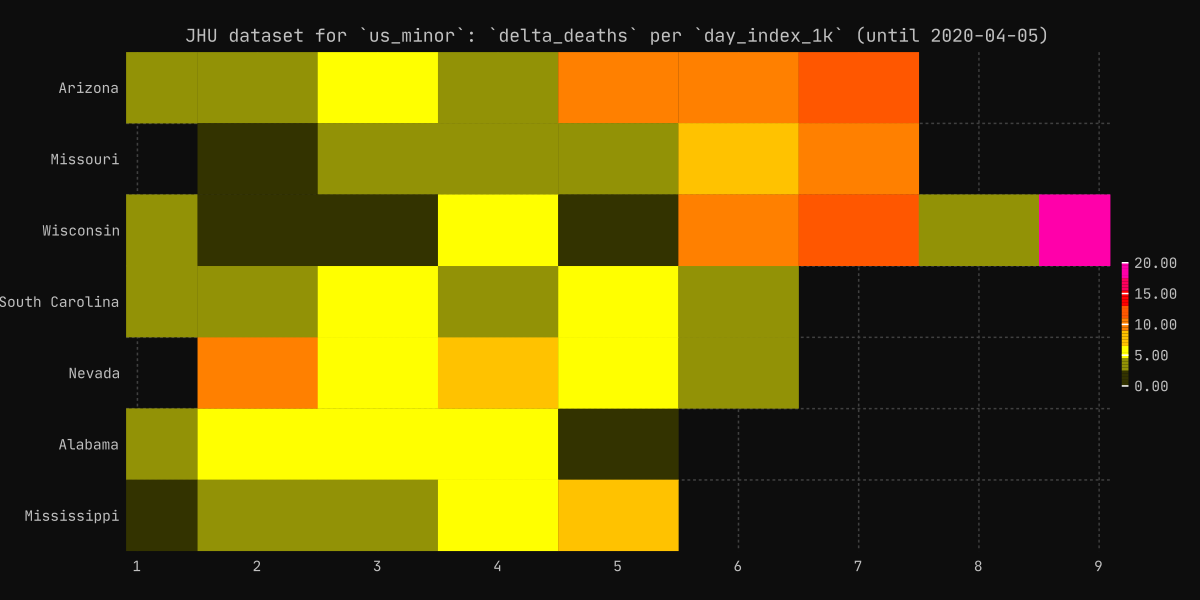 JHU dataset for `us_minor`: `delta_deaths` per `day_index_1k` (until 2020-04-05)
Arizona
Missouri
Wisconsin
South Carolina
Nevada
Alabama
Mississippi
20.00
15.00
10.00
5.00
0.00
1 2 3 4 5 6 7 8 9